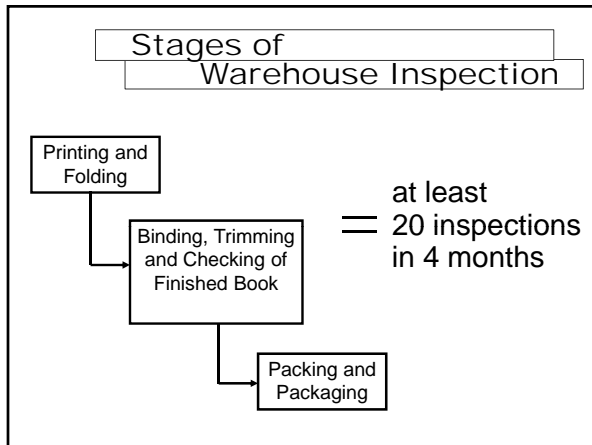 Stages of
Warehouse Inspection
Printing and
Folding
Binding, Trimming
and Checking of
Finished Book
Packing and
Packaging
at least
= 20 inspections
in 4 months